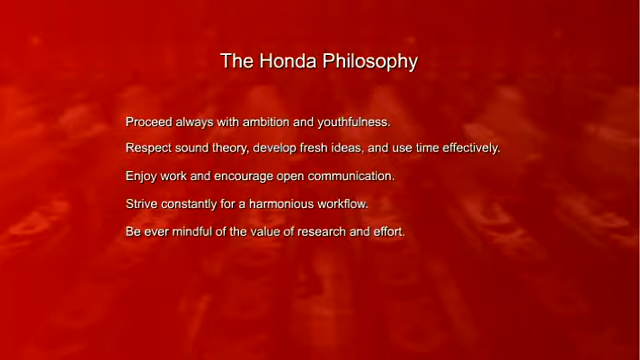 The Honda Philosophy
Proceed always with ambition and youthfulness.
Respect sound theory, develop fresh ideas, and use time effectively.
Enjoy work and encourage open communication.
Strive constantly for a harmonious workflow.
Be ever mindful of the value of research and effort.